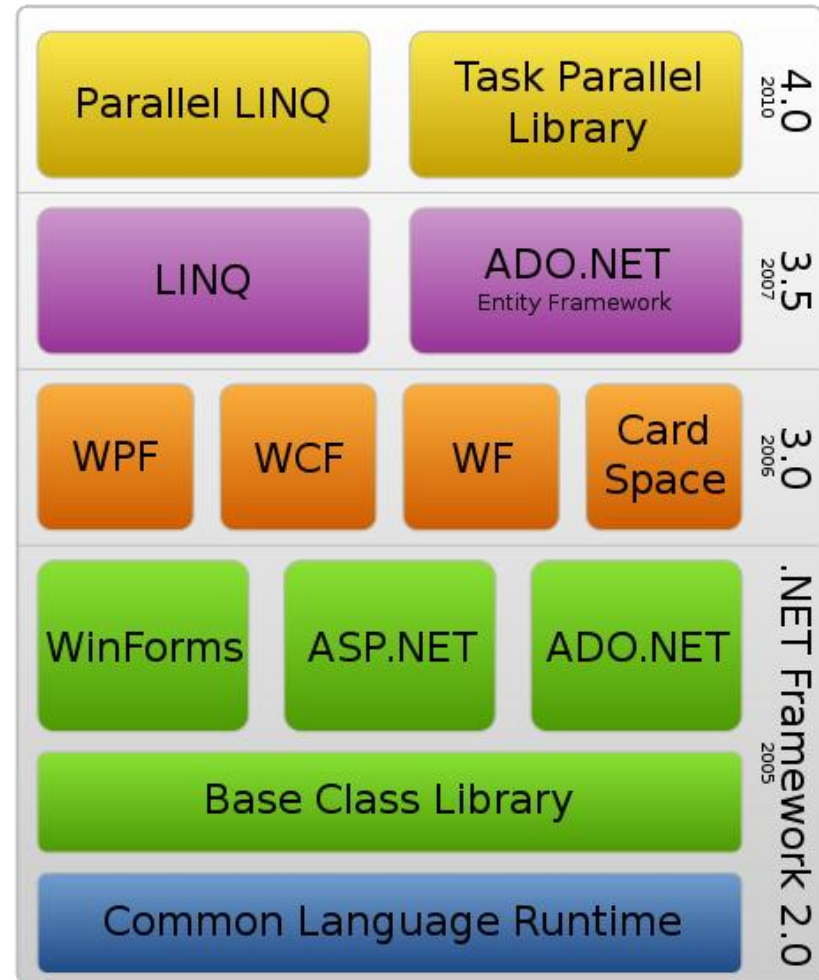 Parallel LINQ
Task Parallel
Library
4.0
2010
LINQ
ADO.NET
Entity Framework
3.5
2007
WPF
WCF
WF
Card
Space
3.0
2006
WinForms
ASP.NET
ADO.NET
Base Class Library
Common Language Runtime
.NET Framework 2.0
2005